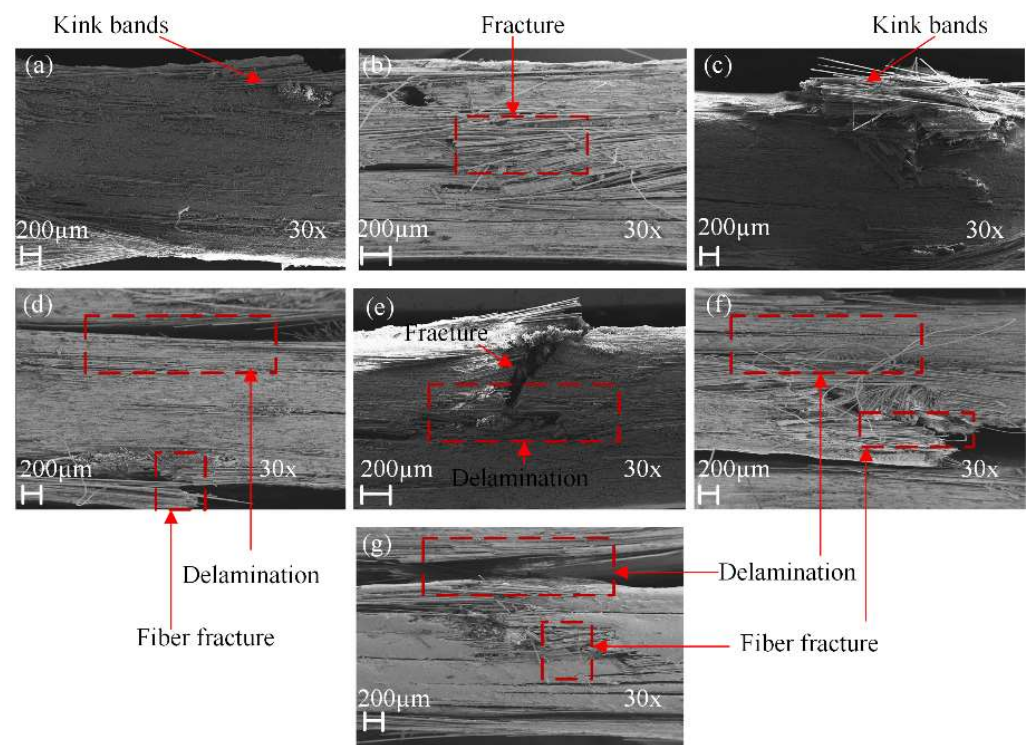 Kink bands
Fracture
Kink bands
(a)
(b)
(c)
200μm
30x
200μm
30x
200μm
30x
(d)
(e)
(f)
Fracture
200μm
30x
200μm
30x
200μm
30x
Delamination
Delamination
(g)
Delamination
Fiber fracture
Fiber fracture
200μm
30x